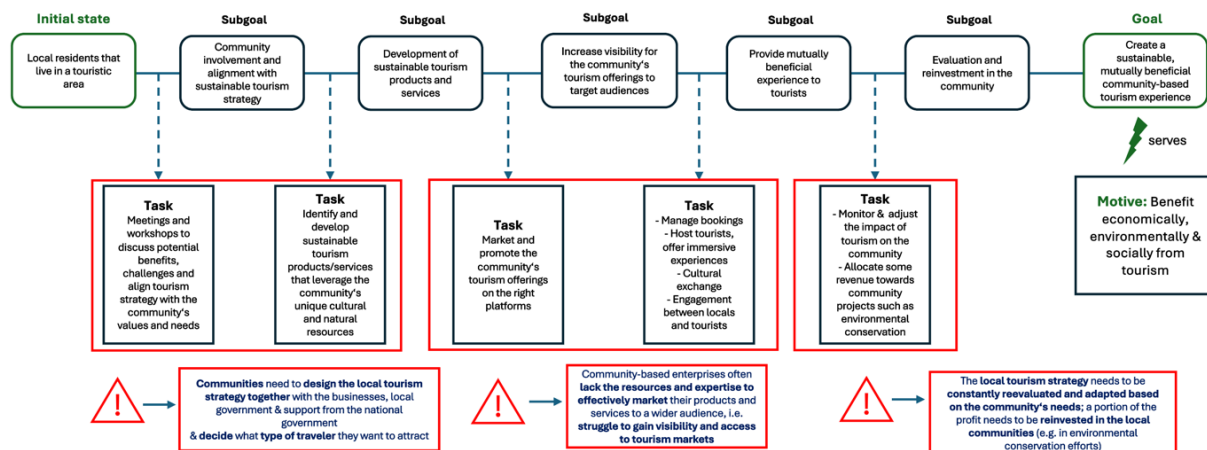 Initial state
Local residents that
live in a touristic
area
Subgoal
Community
involvement and
alignment with
sustainable tourism
strategy
Subgoal
Development of
sustainable tourism
products and
services
Subgoal
Increase visibility for
the community's
tourism offerings to
target audiences
Subgoal
Provide mutually
beneficial
experience to
tourists
Subgoal
Evaluation and
reinvestment in the
community
Goal
Create a
sustainable,
mutually beneficial
community-based
tourism experience
serves
Motive: Benefit
economically,
environmentally &
socially from
tourism
Task
Meetings and
workshops to
discuss potential
benefits,
challenges and
align tourism
strategy with the
community's
values and needs
Task
Identify and
develop
sustainable
tourism
products/services
that leverage the
community's
unique cultural
and natural
resources
Task
Market and
promote the
community's
tourism offerings
on the right
platforms
Task
- Manage bookings
- Host tourists,
offer immersive
experiences
- Cultural
exchange
- Engagement
between locals
and tourists
Task
- Monitor & adjust
the impact of
tourism on the
community
- Allocate some
revenue towards
community
projects such as
environmental
conservation
!
Communities need to design the local tourism
strategy together with the businesses, local
government & support from the national
government
& decide what type of traveler they want to attract
!
Community-based enterprises often
lack the resources and expertise to
effectively market their products and
services to a wider audience, i.e.
struggle to gain visibility and access
to tourism markets
!
The local tourism strategy needs to be
constantly reevaluated and adapted based
on the community's needs; a portion of the
profit needs to be reinvested in the local
communities (e.g. in environmental
conservation efforts)